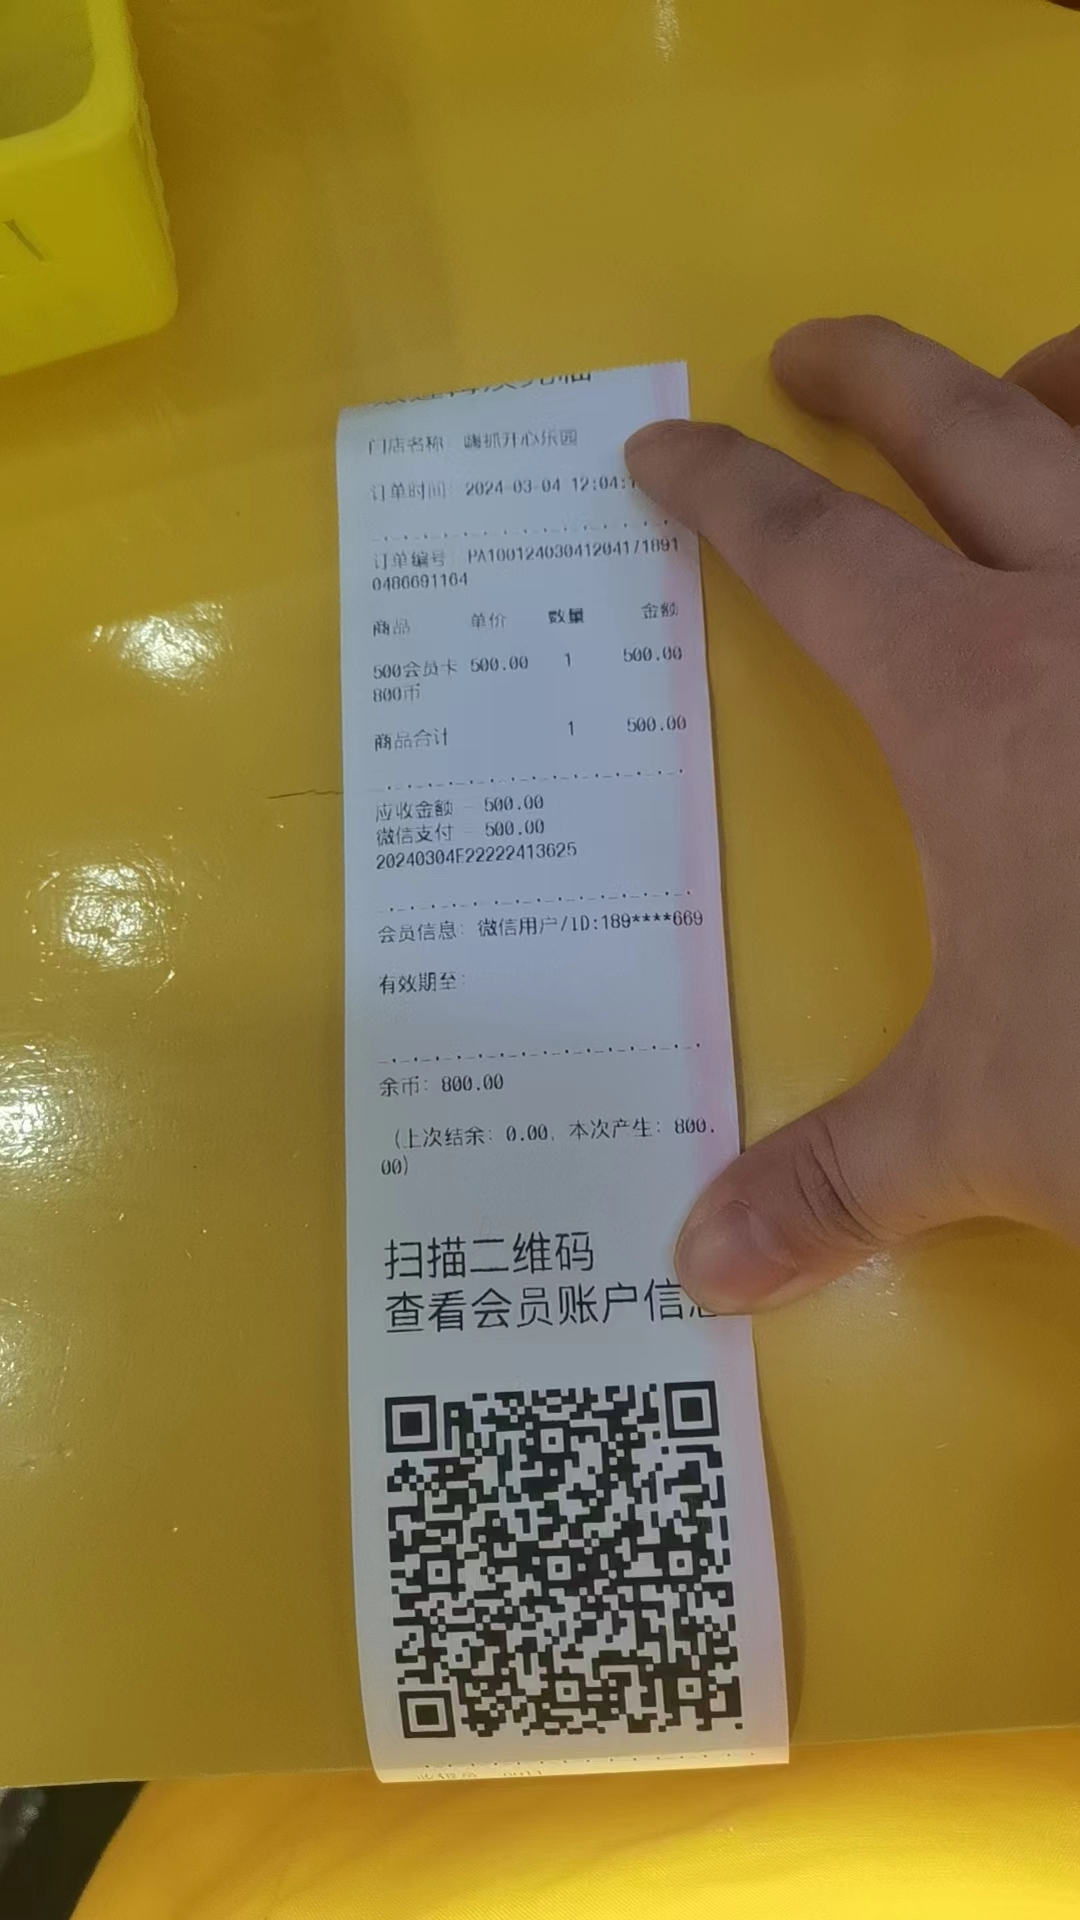 门店名称 嗨抓开心乐园
订单时间: 2024-03-04 12:04:
订单编号 PA10012403041204171891
0486691164
商品 单价 数量 金额
500会员卡 500.00 1 500.00
800币
商品合计 1 500.00
应收金额 500.00
微信支付 500.00
20240304E22222413625
会员信息: 微信用户/ID:189****669
有效期至:
余币: 800.00
(上次结余: 0.00, 本次产生: 800.
00)
扫描二维码
查看会员账户信